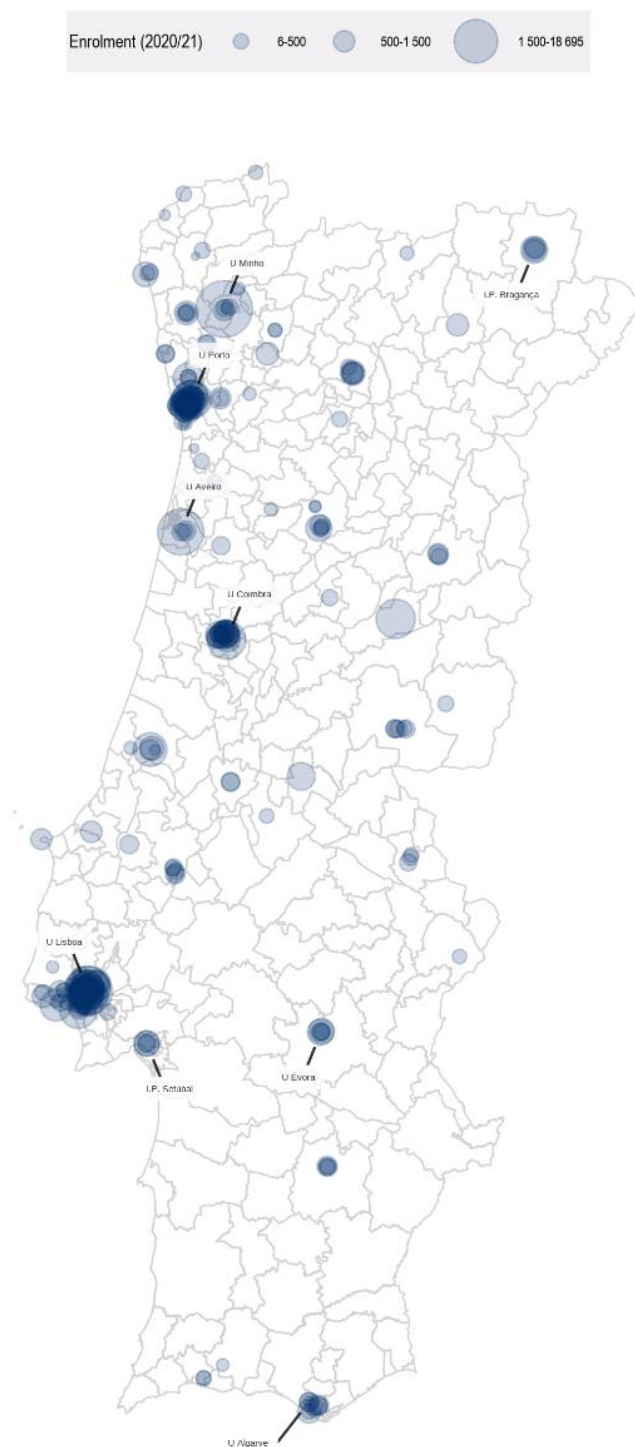 Enrolment (2020/21) 6-500 500-1 500 1 500-18 695
U Minho
I.P. Bragança
U Porto
U Aveiro
U Coimbra
U Lisboa
U Évora
I.P. Setúbal
U Algarve